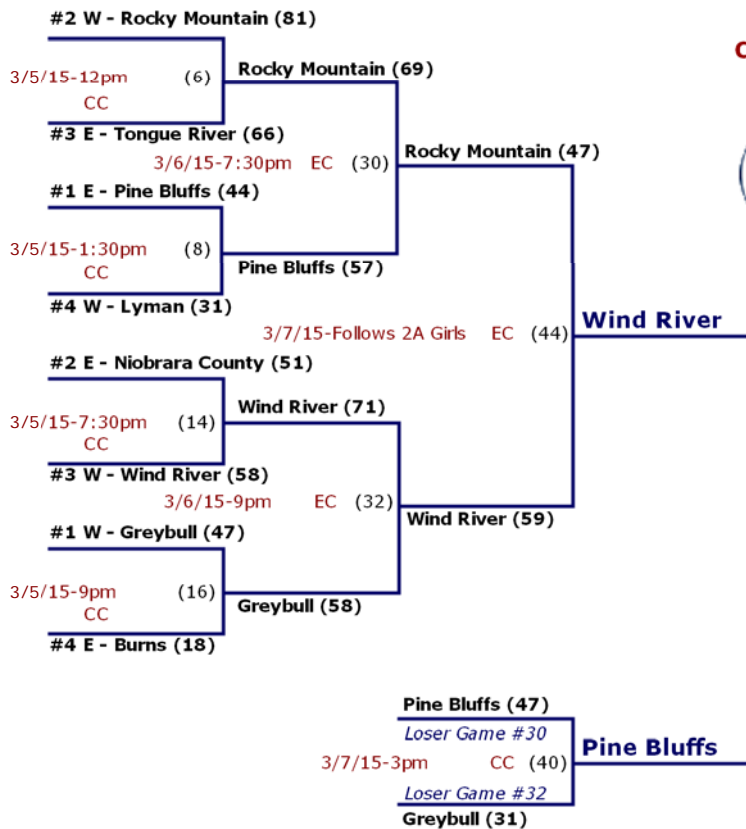 #2 W - Rocky Mountain (81)
3/5/15-12pm (6)
CC
Rocky Mountain (69)
#3 E - Tongue River (66)
3/6/15-7:30pm EC (30)
Rocky Mountain (47)
#1 E - Pine Bluffs (44)
3/5/15-1:30pm (8)
CC
Pine Bluffs (57)
#4 W - Lyman (31)
3/7/15-Follows 2A Girls EC (44)
Wind River
#2 E - Niobrara County (51)
3/5/15-7:30pm (14)
CC
Wind River (71)
#3 W - Wind River (58)
3/6/15-9pm EC (32)
Wind River (59)
#1 W - Greybull (47)
3/5/15-9pm (16)
CC
Greybull (58)
#4 E - Burns (18)
Pine Bluffs (47)
Loser Game #30
3/7/15-3pm CC (40)
Pine Bluffs
Loser Game #32
Greybull (31)